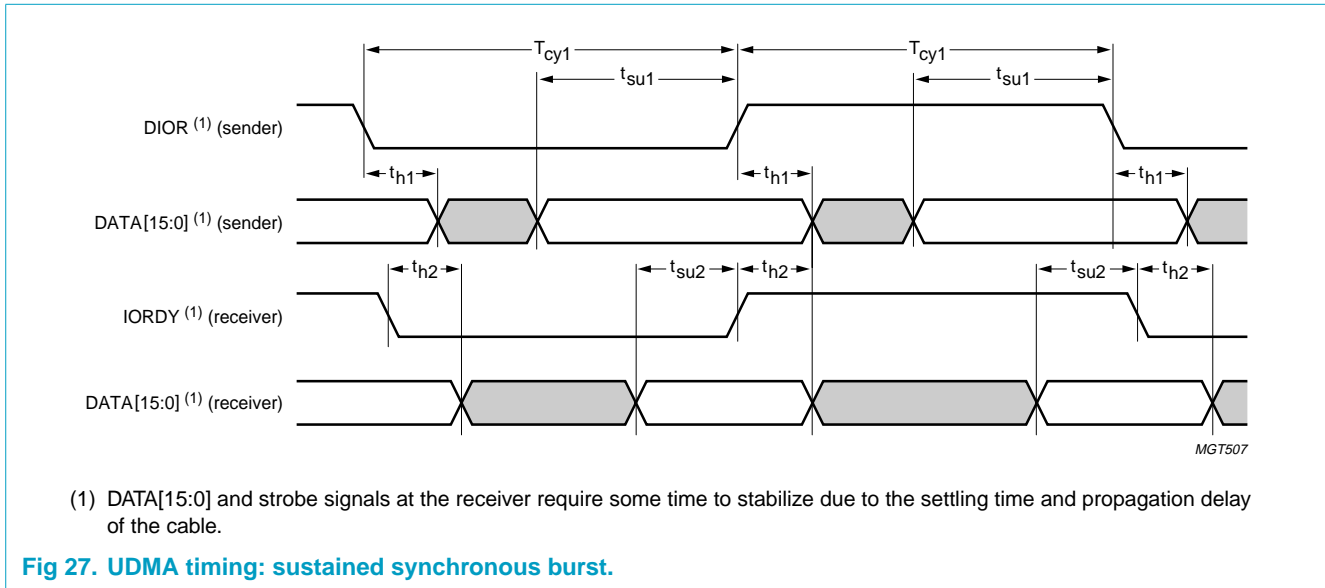 Tcy1 Tcy1
tsu1 tsu1
DIOR (1) (sender)
th1 th1 th1
DATA[15:0] (1) (sender)
th2 tsu2 th2 tsu2 th2
IORDY (1) (receiver)
DATA[15:0] (1) (receiver)
MGT507
(1) DATA[15:0] and strobe signals at the receiver require some time to stabilize due to the settling time and propagation delay
of the cable.
Fig 27. UDMA timing: sustained synchronous burst.